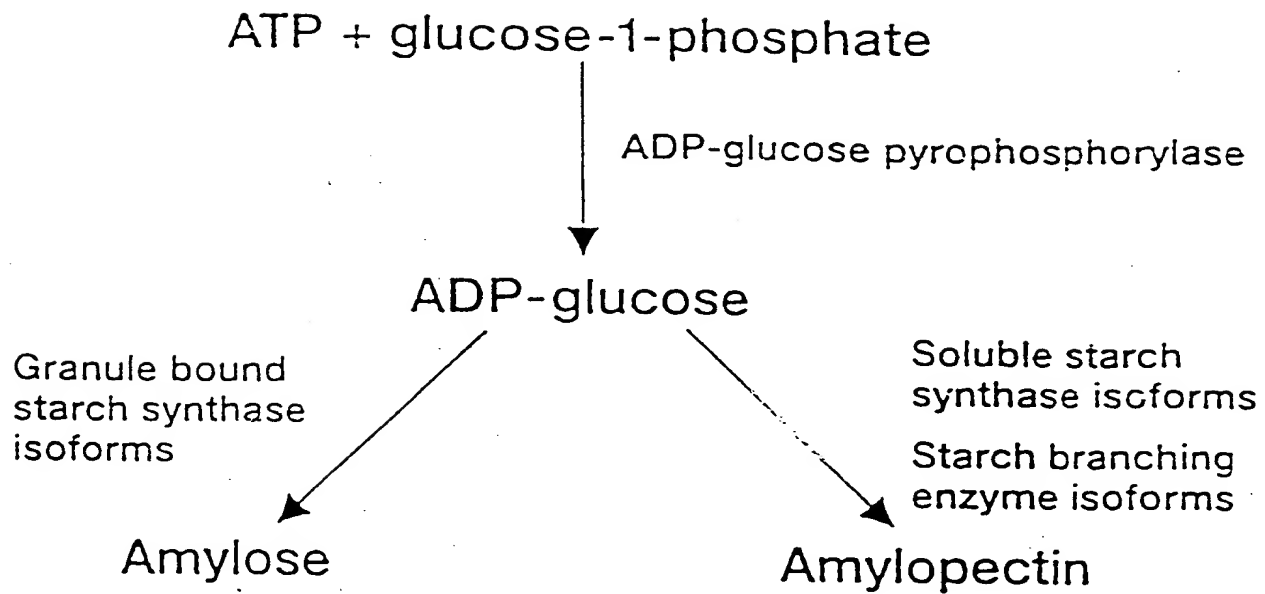 ATP + glucose-1-phosphate
ADP-glucose pyrophosphorylase
ADP-glucose
Granule bound
starch synthase
isoforms
Soluble starch
synthase isoforms
Starch branching
enzyme isoforms
Amylose
Amylopectin